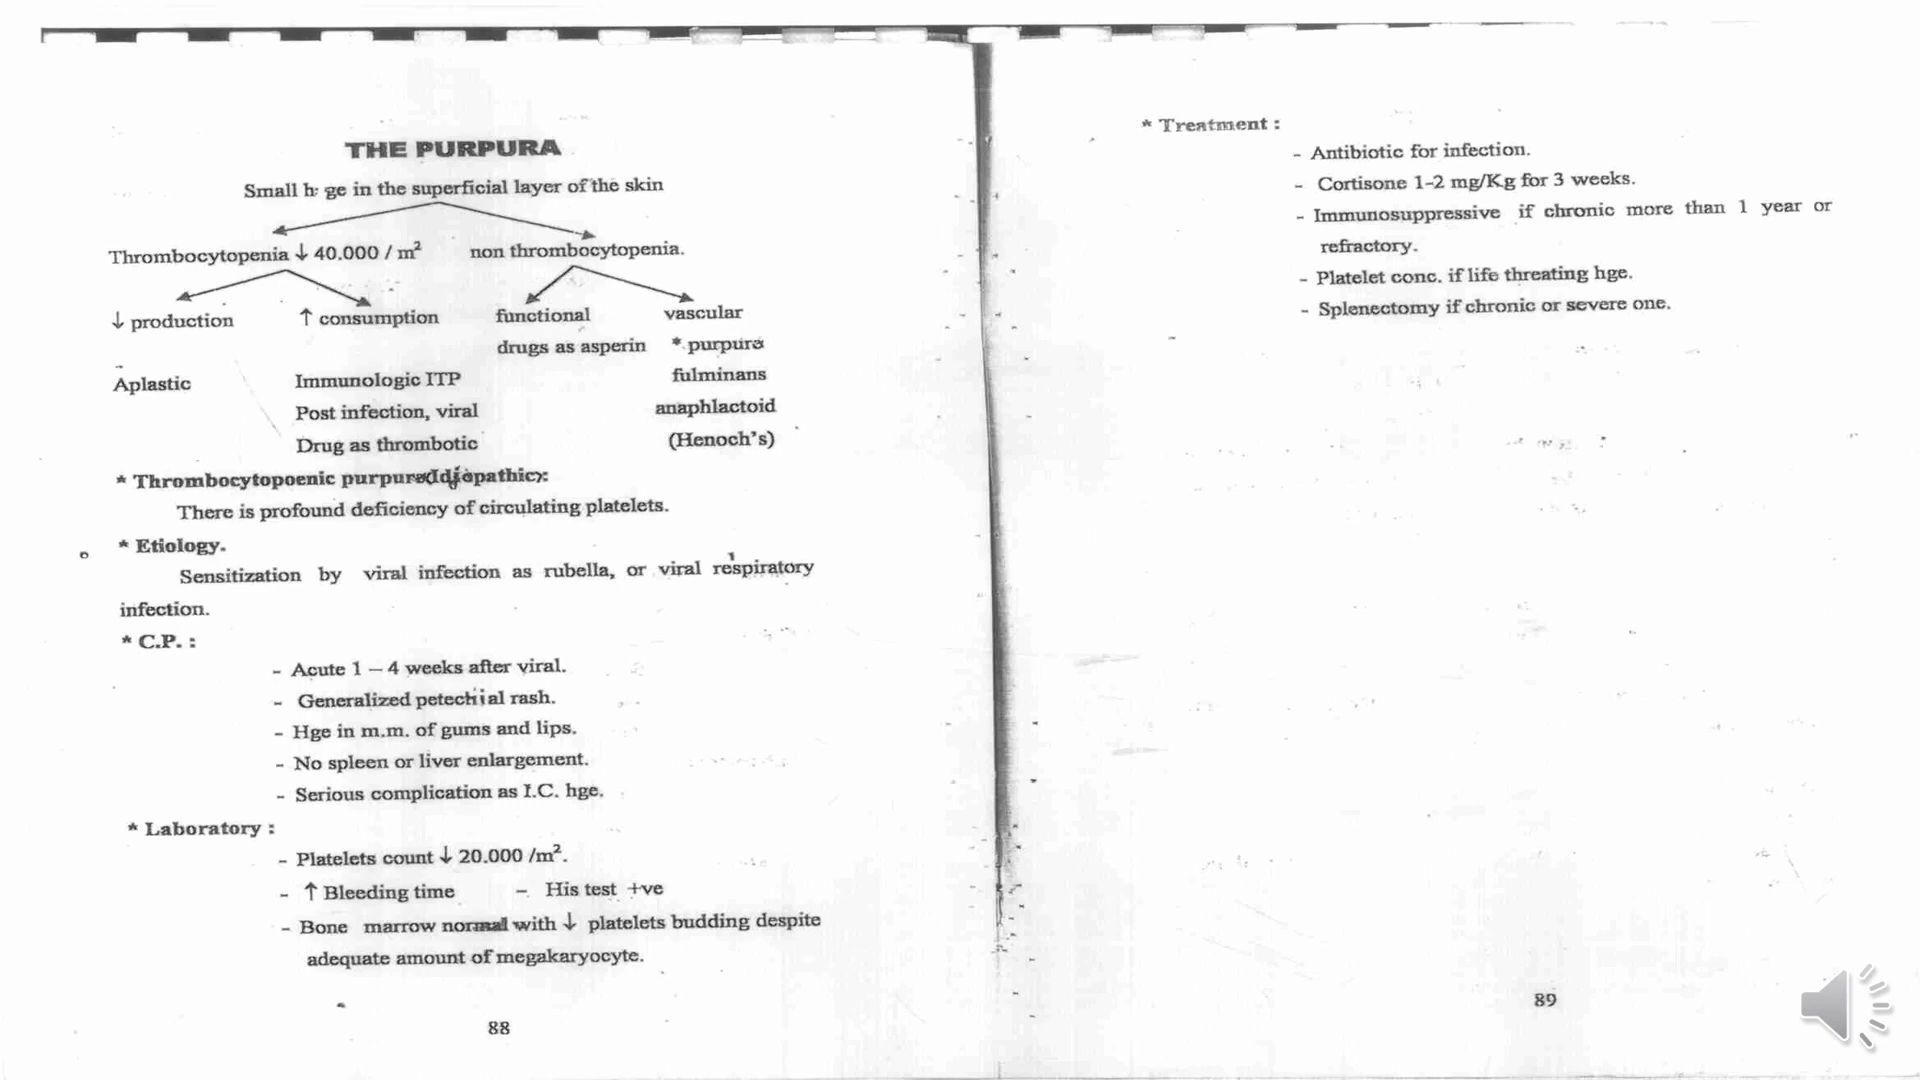 THE PURPURA
Small h ge in the superficial layer of the skin
Thrombocytopenia ↓ 40.000 / m² non thrombocytopenia.
↓ production ↑ consumption functional vascular
drugs as asperin * purpura
Aplastic Immunologic ITP fulminans
Post infection, viral anaphlactoid
Drug as thrombotic (Henoch's)
* Thrombocytopoenic
There is profound deficiency of circulating platelets.
* Etiology.
Sensitization by viral infection as rubella, or viral respiratory
infection.
* C.P. :
- Acute 1 – 4 weeks after viral.
- Generalized petechial rash.
- Hge in m.m. of gums and lips.
- No spleen or liver enlargement.
- Serious complication as I.C. hge.
* Laboratory :
- Platelets count ↓ 20.000 /m².
- ↑ Bleeding time - His test +ve
- Bone marrow normal with ↓ platelets budding despite
adequate amount of megakaryocyte.
88
* Treatment :
- Antibiotic for infection.
- Cortisone 1-2 mg/Kg for 3 weeks.
- Immunosuppressive if chronic more than 1 year or
refractory.
- Platelet conc. if life threating hge.
- Splenectomy if chronic or severe one.
89